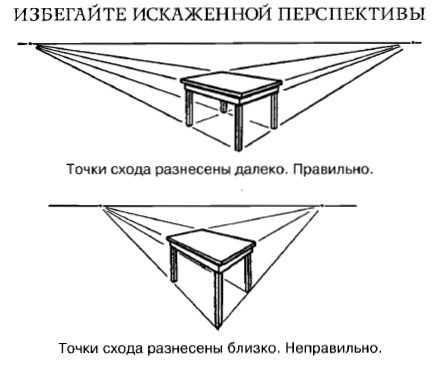 ИЗБЕГАЙТЕ ИСКАЖЕННОЙ ПЕРСПЕКТИВЫ
Точки схода разнесены далеко. Правильно.
Точки схода разнесены близко. Неправильно.